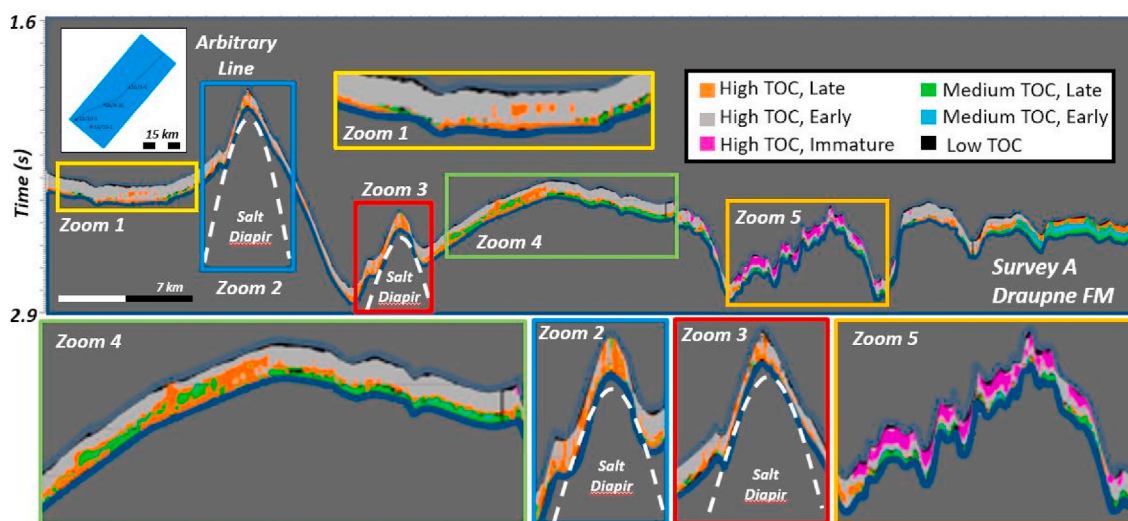 1.6
Arbitrary
Line
15 km
Zoom 1
High TOC, Late
High TOC, Early
High TOC, Immature
Medium TOC, Late
Medium TOC, Early
Low TOC
Time (s)
Zoom 1
Salt
Diapir
Zoom 2
Zoom 3
Salt
Diapir
Zoom 4
Zoom 5
Survey A
Draupne FM
7 km
2.9
Zoom 4
Zoom 2
Salt
Diapir
Zoom 3
Salt
Diapir
Zoom 5